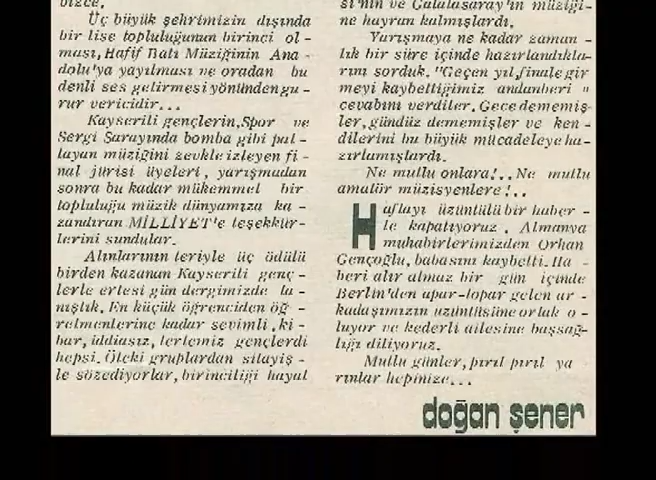 bizce.
Üç büyük şehrimizin dışında
bir lise topluluğunun birinci ol -
ması, Hafif Batı Müziğinin Ana -
dolu'ya yayılması ve oradan bu
denli ses getirmesi yönünden gu -
rur vericidir...
Kayserili gençlerin, Spor ve
Sergi Sarayında bomba gibi pat -
layan müziğini zevkle izleyen fi -
nal jürisi üyeleri, yarışmadan
sonra bu kadar mükemmel bir
topluluğu müzik dünyamıza ka -
zandıran MİLLİYET'e teşekkür-
lerini sundular.
Alınlarının teriyle üç ödülü
birden kazanan Kayserili genç -
lerle ertesi gün dergimizde ta -
nıştık. En küçük öğrenciden öğ -
retmenlerine kadar sevimli, ki -
bar, iddiasız, tertemiz gençlerdi
hepsi. Öteki gruplardan sitayiş -
le sözediyorlar, birinciliği hayal
si'nin ve Galatasaray'ın müziği-
ne hayran kalmışlardı.
Yarışmaya ne kadar zaman -
lık bir süre içinde hazırlandıkla-
rını sorduk. "Geçen yıl, finale gir
meyi kaybettiğimiz andanberi "
cevabını verdiler. Gece dememiş-
ler, gündüz dememişler ve ken -
dilerini bu büyük mücadeleye ha-
zırlamışlardı.
Ne mutlu onlara!.. Ne mutlu
amatör müzisyenlere !..
Haftayı üzüntülü bir haber -
le kapatıyoruz . Almanya
muhabirlerimizden Orhan
Gençoğlu, babasını kaybetti. Ha -
beri alır almaz bir gün içinde
Berlin'den apar-topar gelen ar -
kadaşımızın üzüntüsüne ortak o -
luyor ve kederli ailesine başsağ-
lığı diliyoruz.
Mutlu günler, pırıl pırıl ya
rınlar hepinize...
doğan şener